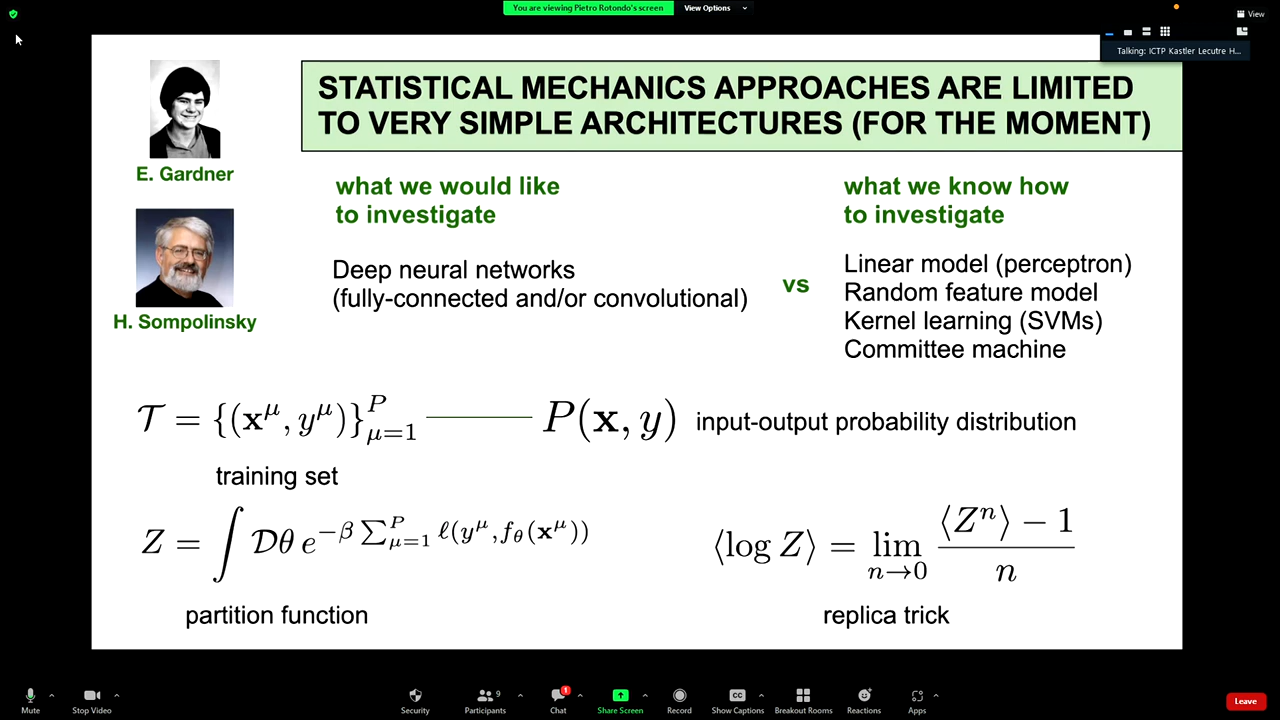 You are viewing Pietro Rotondo's screen
View Options
View
Talking: ICTP Kastler Lecutre H...
STATISTICAL MECHANICS APPROACHES ARE LIMITED
TO VERY SIMPLE ARCHITECTURES (FOR THE MOMENT)
E. Gardner
H. Sompolinsky
what we would like
to investigate
Deep neural networks
(fully-connected and/or convolutional)
vs
what we know how
to investigate
Linear model (perceptron)
Random feature model
Kernel learning (SVMs)
Committee machine
𝒯 = {(𝐱^μ, y^μ)}_{μ=1}^P
P(𝐱, y) input-output probability distribution
training set
Z = ∫ 𝒟θ e^{−β ∑_{μ=1}^P ℓ(y^μ, f_θ(𝐱^μ))}
⟨log Z⟩ = lim_{n→0} (⟨Z^n⟩ − 1)/n
partition function
replica trick
Mute
Stop Video
Security
9
Participants
1
Chat
Share Screen
Record
CC
Show Captions
Breakout Rooms
Reactions
Apps
Leave